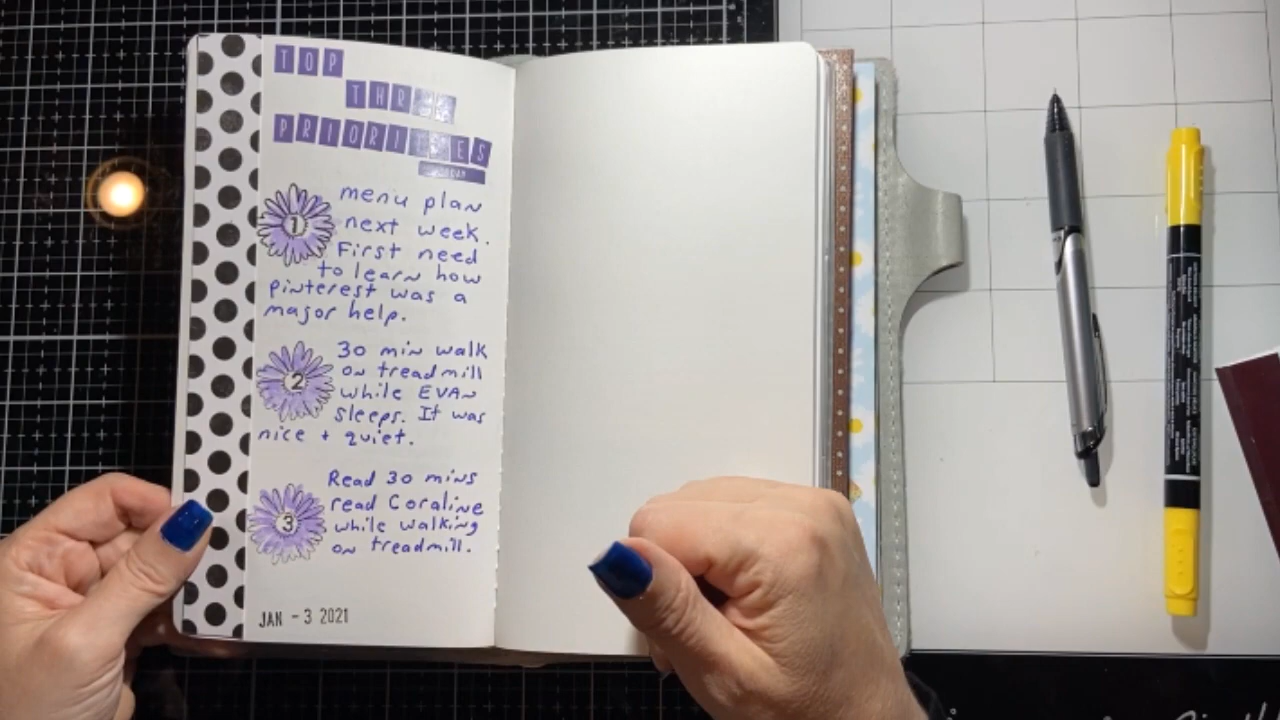 TOP
THREE
PRIORITIES
1 menu plan
next week.
First need
to learn how
pinterest was a
major help.
2 30 min walk
on treadmill
while EVAN
sleeps. It was
nice + quiet.
3 Read 30 mins
read Coraline
while walking
on treadmill.
JAN - 3 2021